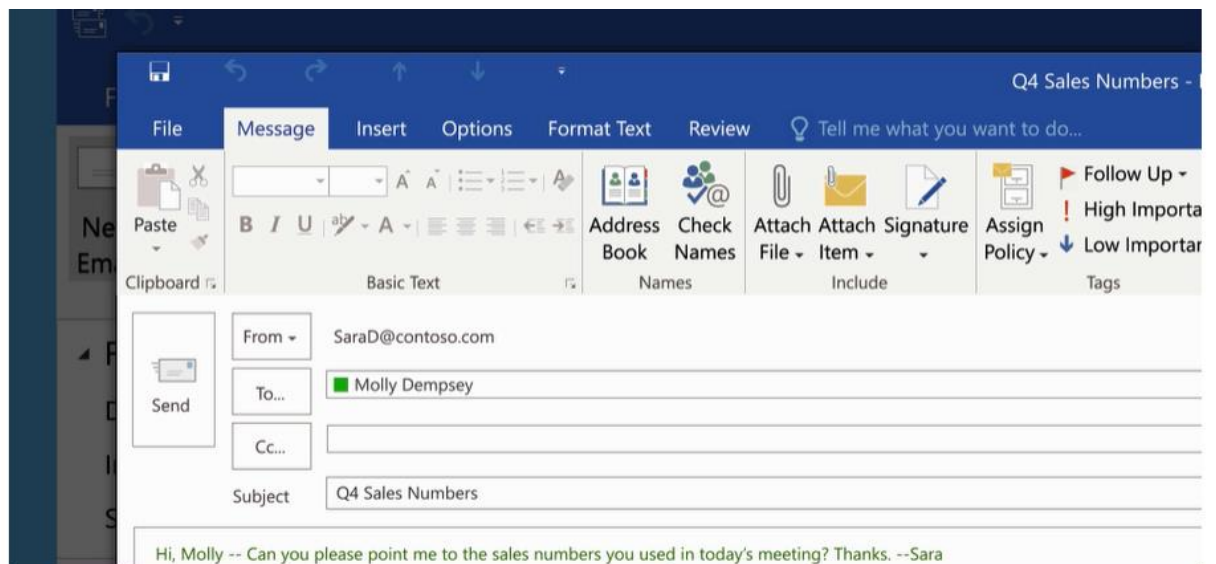 Q4 Sales Numbers -
File Message Insert Options Format Text Review Tell me what you want to do...
Follow Up
High Importa
Low Importar
Paste
B I U
Address Book
Check Names
Attach File
Attach Item
Signature
Assign Policy
Clipboard Basic Text Names Include Tags
Ne
Em
From SaraD@contoso.com
Send
To... Molly Dempsey
Cc...
Subject Q4 Sales Numbers
Hi, Molly -- Can you please point me to the sales numbers you used in today's meeting? Thanks. --Sara